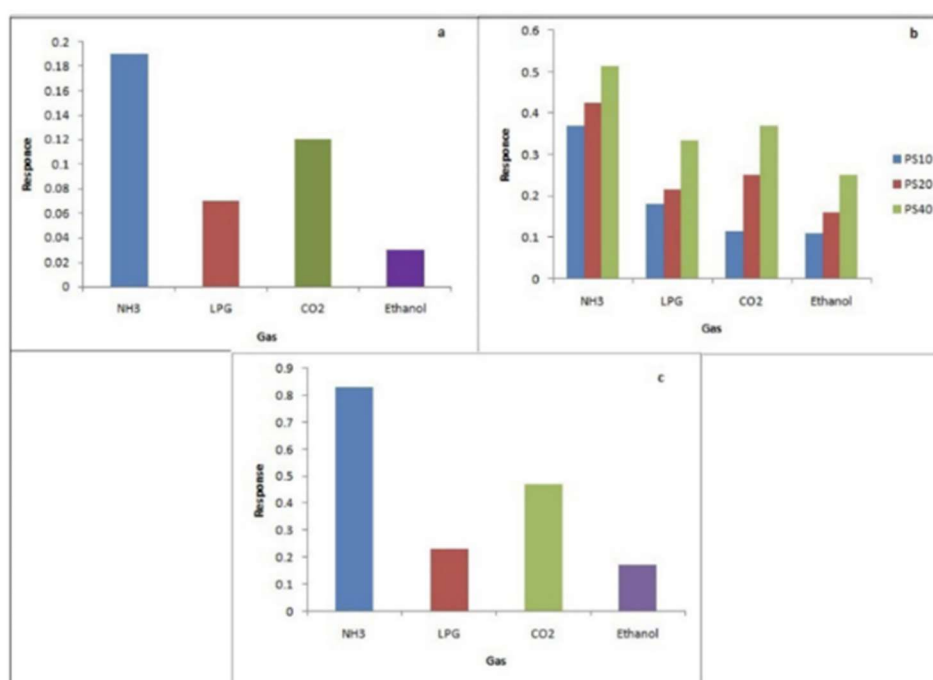 a
0.2
0.18
0.16
0.14
0.12
0.1
0.08
0.06
0.04
0.02
0
Responce
NH3 LPG CO2 Ethanol
Gas
b
0.6
0.5
0.4
0.3
0.2
0.1
0
Responce
NH3 LPG CO2 Ethanol
Gas
PS10
PS20
PS40
c
0.9
0.8
0.7
0.6
0.5
0.4
0.3
0.2
0.1
0
Response
NH3 LPG CO2 Ethanol
Gas